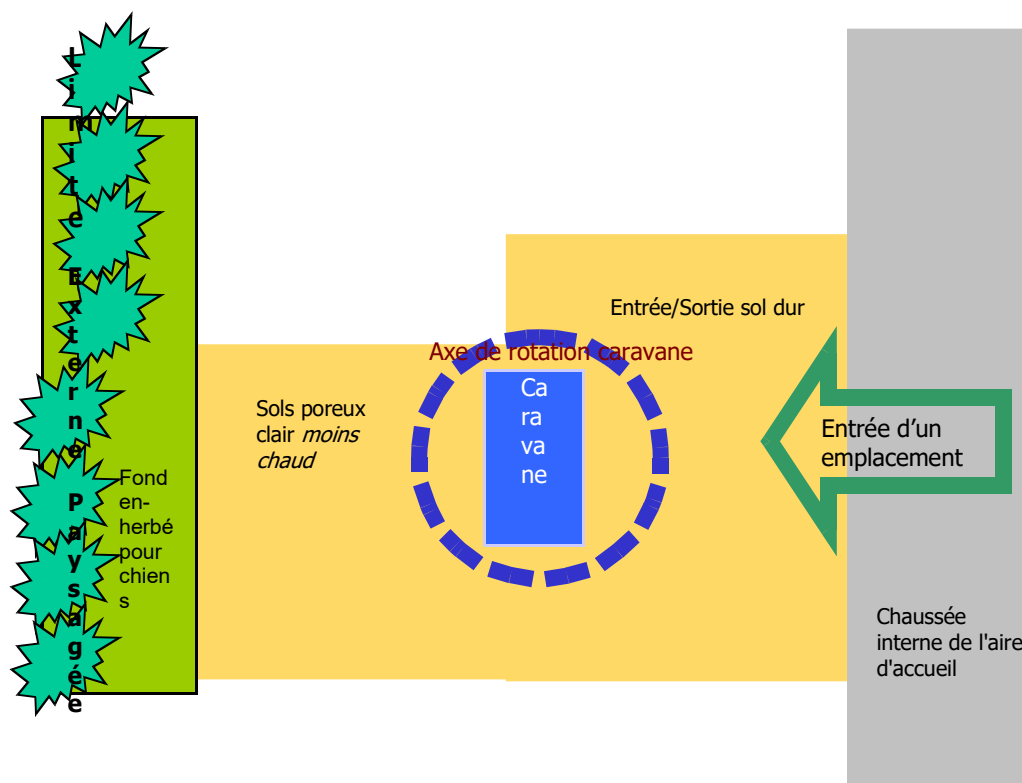 Limite Externe Paysagée
Fond
en-
herbé
pour
chien
s
Sols poreux
clair moins
chaud
Axe de rotation caravane
Ca
ra
va
ne
Entrée/Sortie sol dur
Entrée d’un
emplacement
Chaussée
interne de l'aire
d'accueil